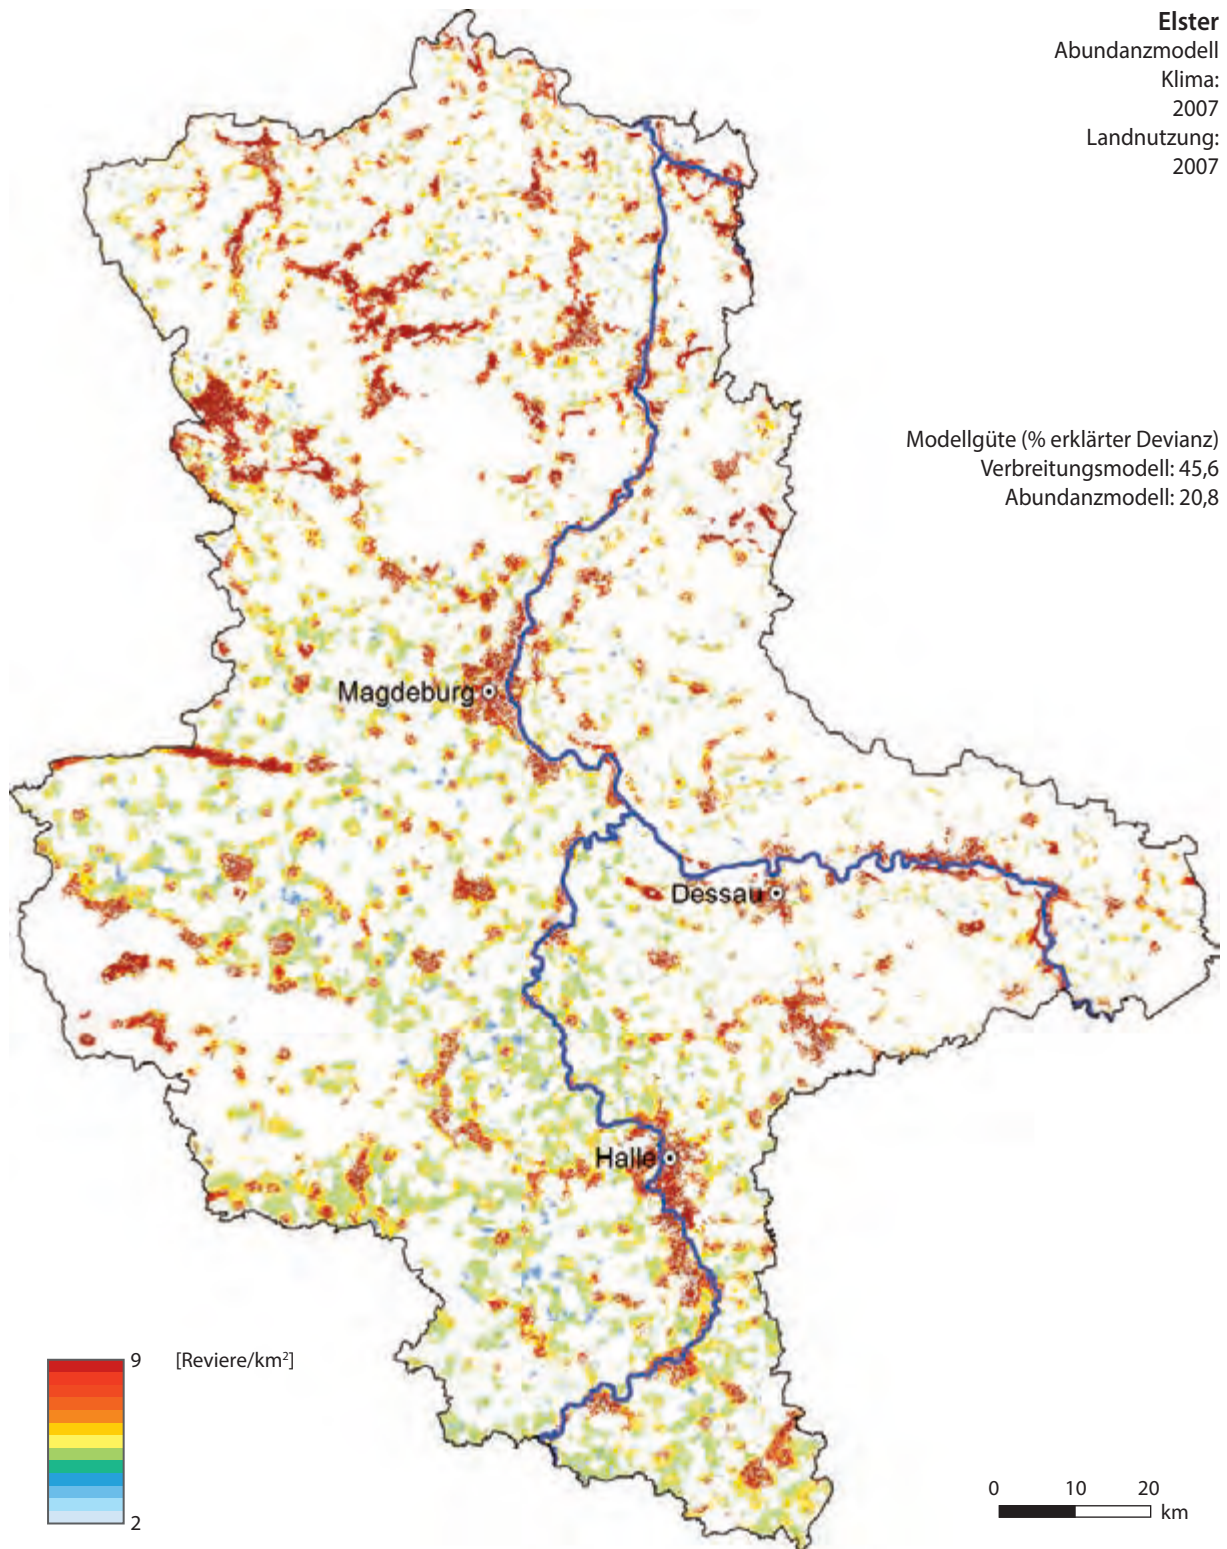 Elster
Abundanzmodell
Klima:
2007
Landnutzung:
2007
Modellgüte (% erklärter Devianz)
Verbreitungsmodell: 45,6
Abundanzmodell: 20,8
Magdeburg
Dessau
Halle
9 [Reviere/km²]
2
0 10 20
km